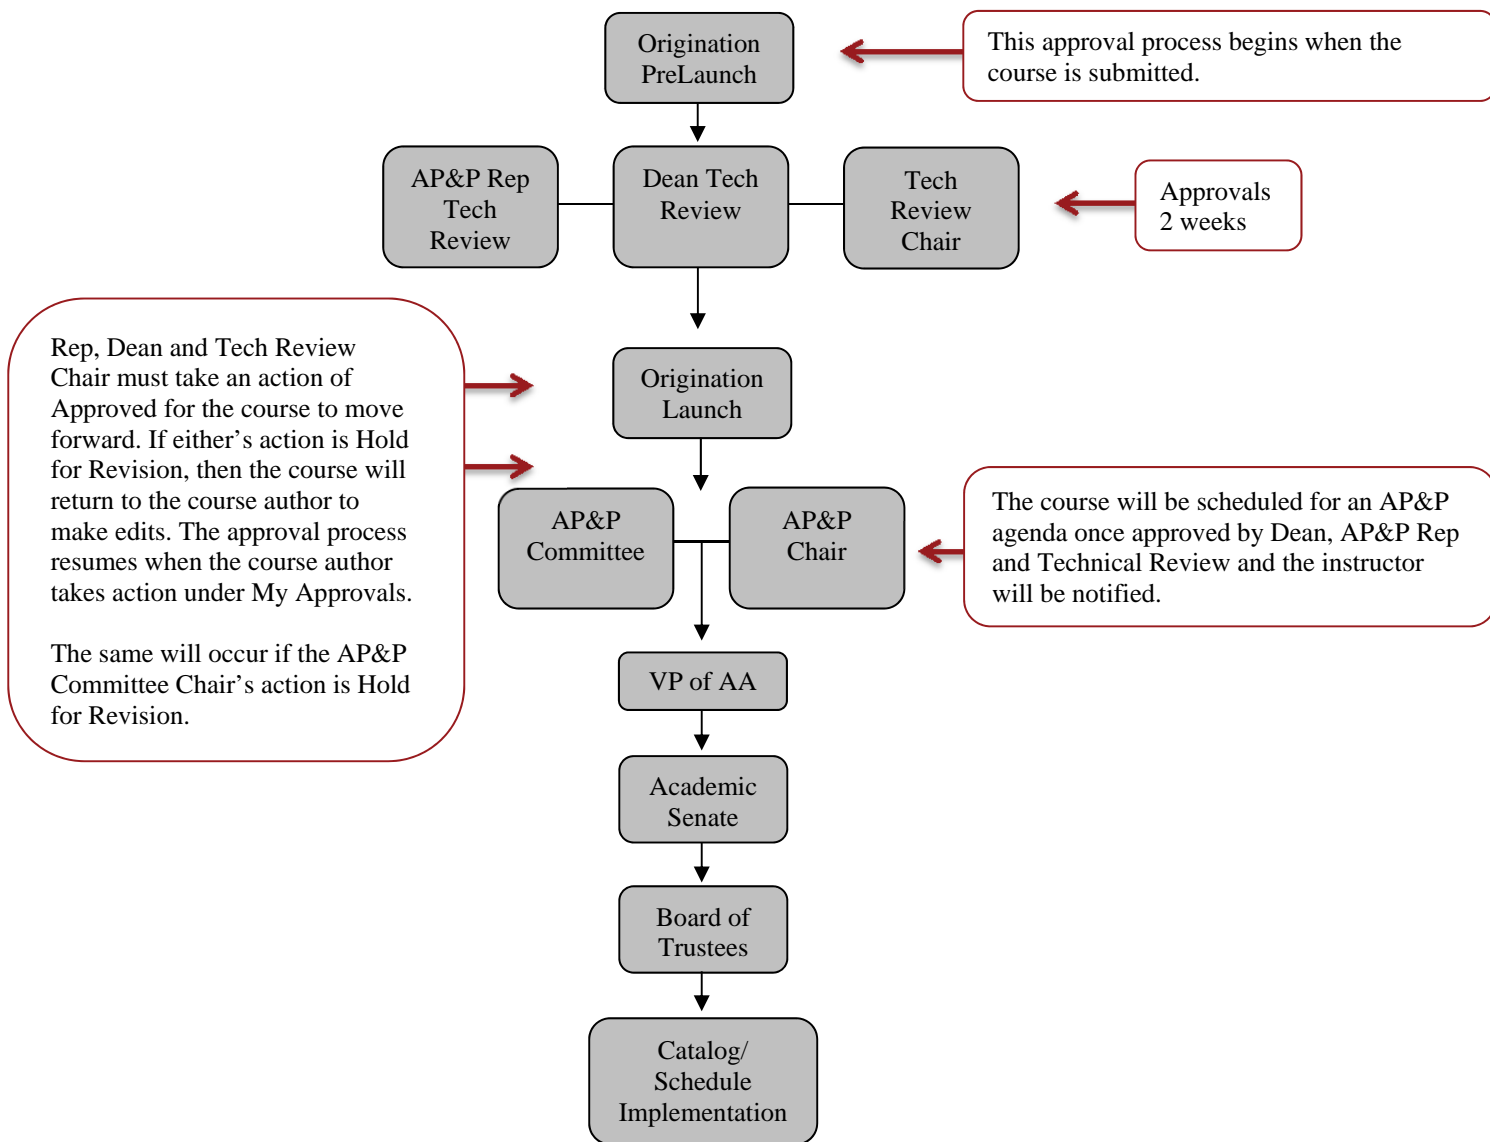 Origination
PreLaunch
This approval process begins when the
course is submitted.
AP&P Rep
Tech
Review
Dean Tech
Review
Tech
Review
Chair
Approvals
2 weeks
Rep, Dean and Tech Review
Chair must take an action of
Approved for the course to move
forward. If either’s action is Hold
for Revision, then the course will
return to the course author to
make edits. The approval process
resumes when the course author
takes action under My Approvals.
The same will occur if the AP&P
Committee Chair’s action is Hold
for Revision.
Origination
Launch
AP&P
Committee
AP&P
Chair
The course will be scheduled for an AP&P
agenda once approved by Dean, AP&P Rep
and Technical Review and the instructor
will be notified.
VP of AA
Academic
Senate
Board of
Trustees
Catalog/
Schedule
Implementation